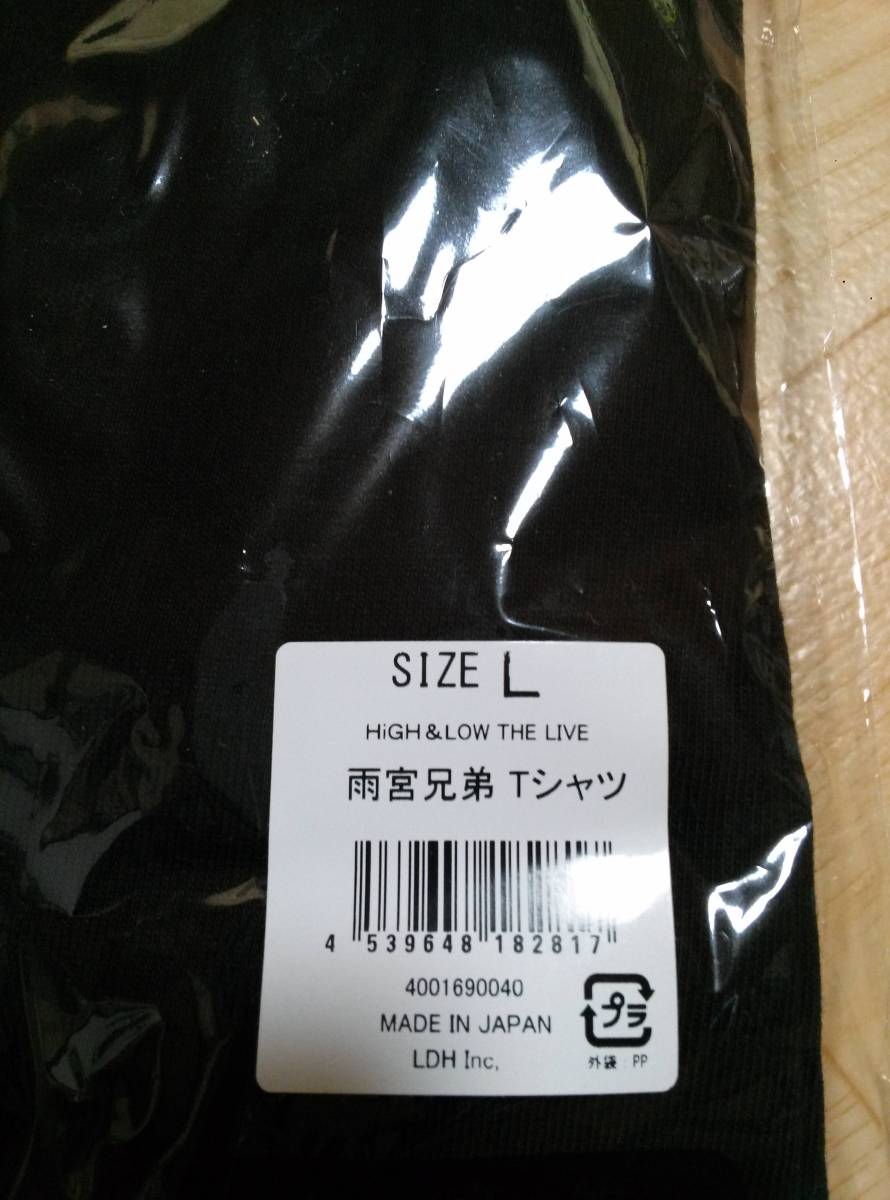 SIZE L
HiGH&LOW THE LIVE
雨宮兄弟 Tシャツ
4 539648 182817
4001690040
MADE IN JAPAN
LDH Inc,
プラ
外袋:PP